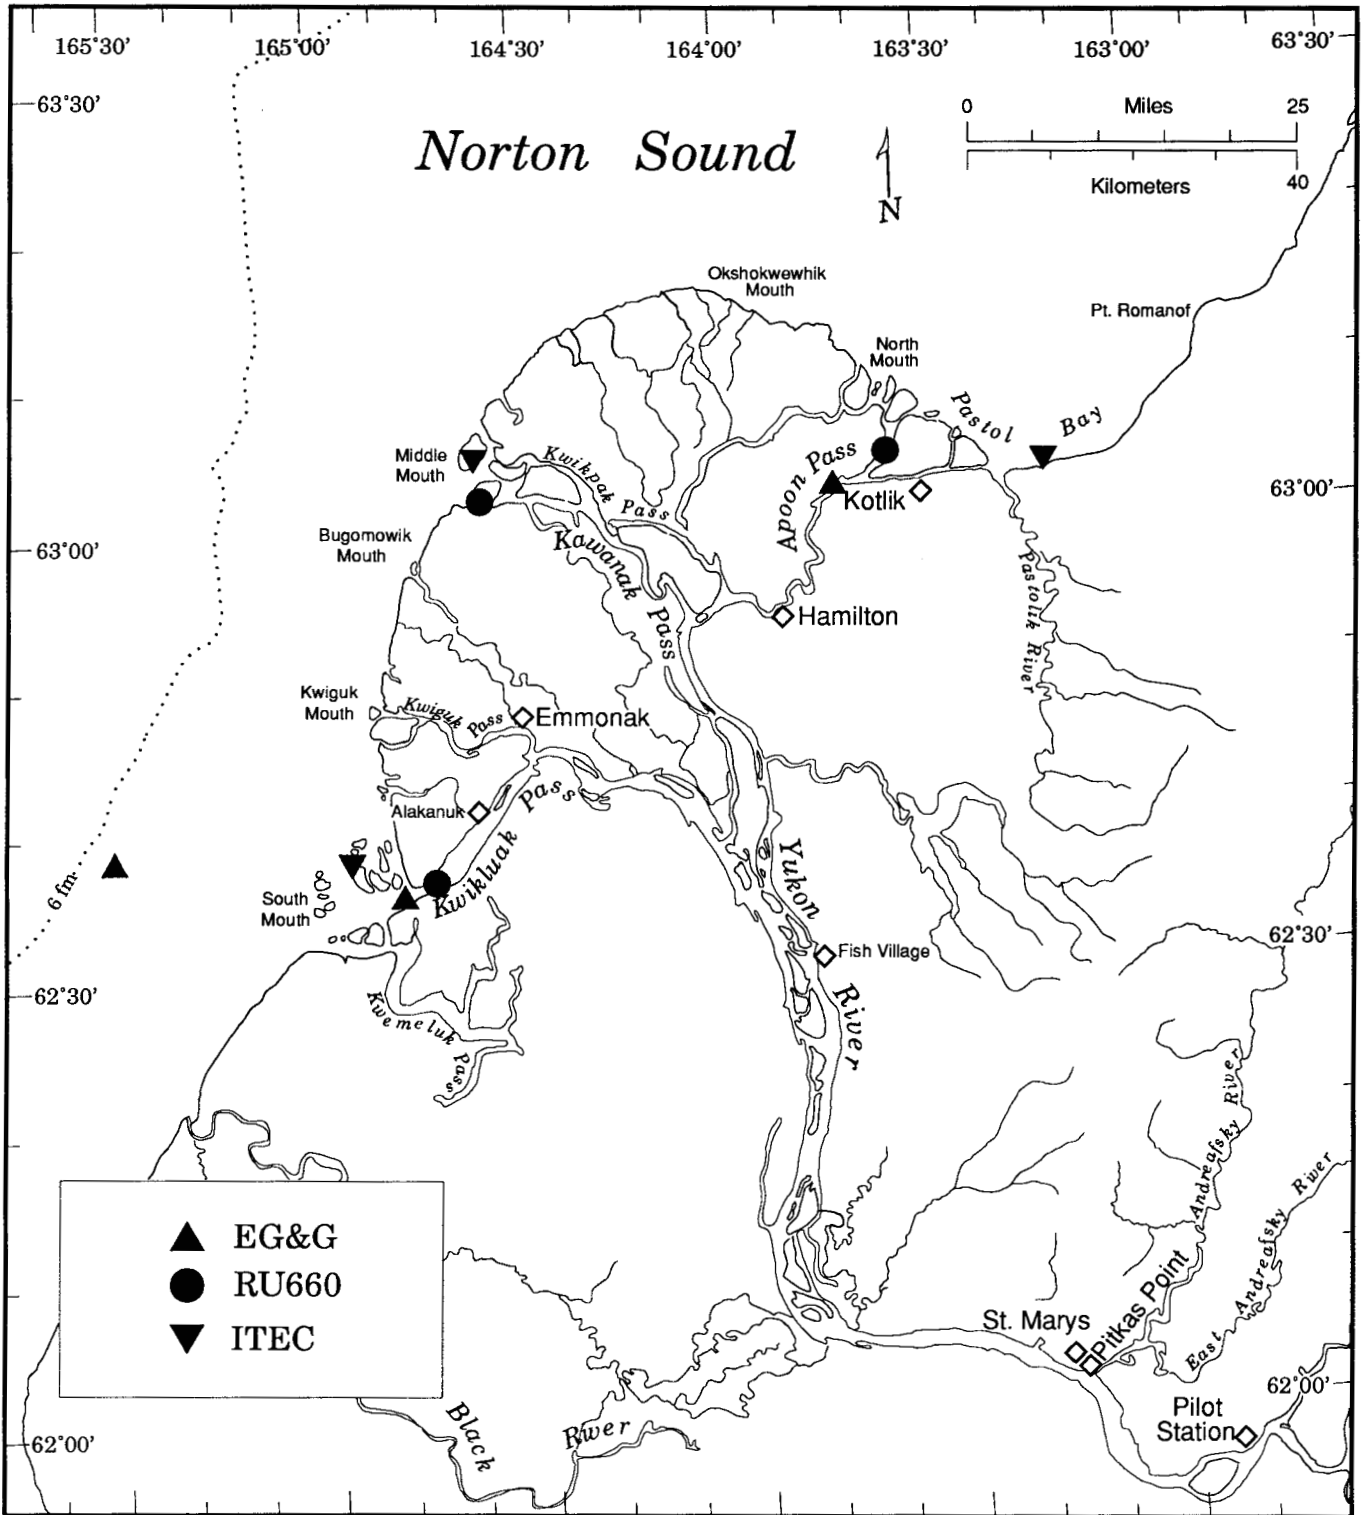 165°30' 165°00' 164°30' 164°00' 163°30' 163°00' 63°30'
63°30'
0 Miles 25
Kilometers 40
Norton Sound
N
Okshokwewhik
Mouth
Pt. Romanof
North
Mouth
Pastol Bay
Middle
Mouth
Kwikpak Pass
Apoon Pass
Kotlik
63°00'
Bugomowik
Mouth
63°00'
Kawanak Pass
Pastolik River
Hamilton
Kwiguk
Mouth
Kwiguk Pass
Emmonak
Alakanuk
Kwikluak Pass
6 fm.
South
Mouth
Yukon River
Fish Village
62°30'
62°30'
Kwemeluk Pass
Andreafsky River
East Andreafsky River
EG&G
RU660
ITEC
St. Marys
Pitkas Point
62°00'
Pilot
Station
Black River
62°00'